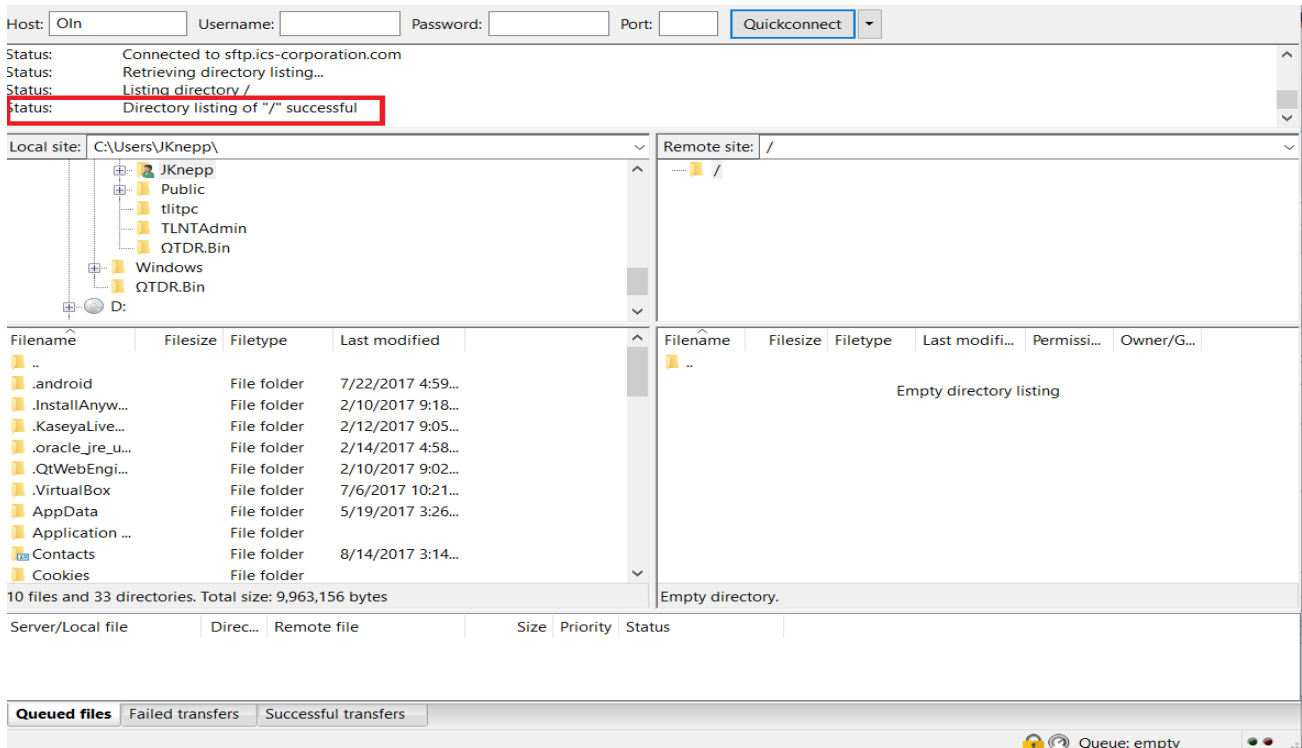 Host: OIn Username: Password: Port: Quickconnect
Status: Connected to sftp.ics-corporation.com
Status: Retrieving directory listing...
Status: Listing directory /
Status: Directory listing of "/" successful
Local site: C:\Users\JKnepp\ Remote site: /
JKnepp /
Public
tlitpc
TLNTAdmin
ΩTDR.Bin
Windows
ΩTDR.Bin
D:
Filename Filesize Filetype Last modified Filename Filesize Filetype Last modifi... Permissi... Owner/G...
.. ..
.android File folder 7/22/2017 4:59... Empty directory listing
.InstallAnyw... File folder 2/10/2017 9:18...
.KaseyaLive... File folder 2/12/2017 9:05...
.oracle_jre_u... File folder 2/14/2017 4:58...
.QtWebEngi... File folder 2/10/2017 9:02...
.VirtualBox File folder 7/6/2017 10:21...
AppData File folder 5/19/2017 3:26...
Application ... File folder
Contacts File folder 8/14/2017 3:14...
Cookies File folder
10 files and 33 directories. Total size: 9,963,156 bytes Empty directory.
Server/Local file Direc... Remote file Size Priority Status
Queued files Failed transfers Successful transfers
Queue: empty